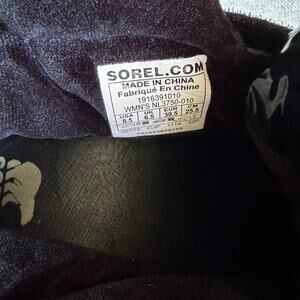 SOREL.COM
MADE IN CHINA
Fabriqué En Chine
1916391010
WMN'S NL3750-010
USA UK EUR CM
8.5 6.5 39.5 25.5